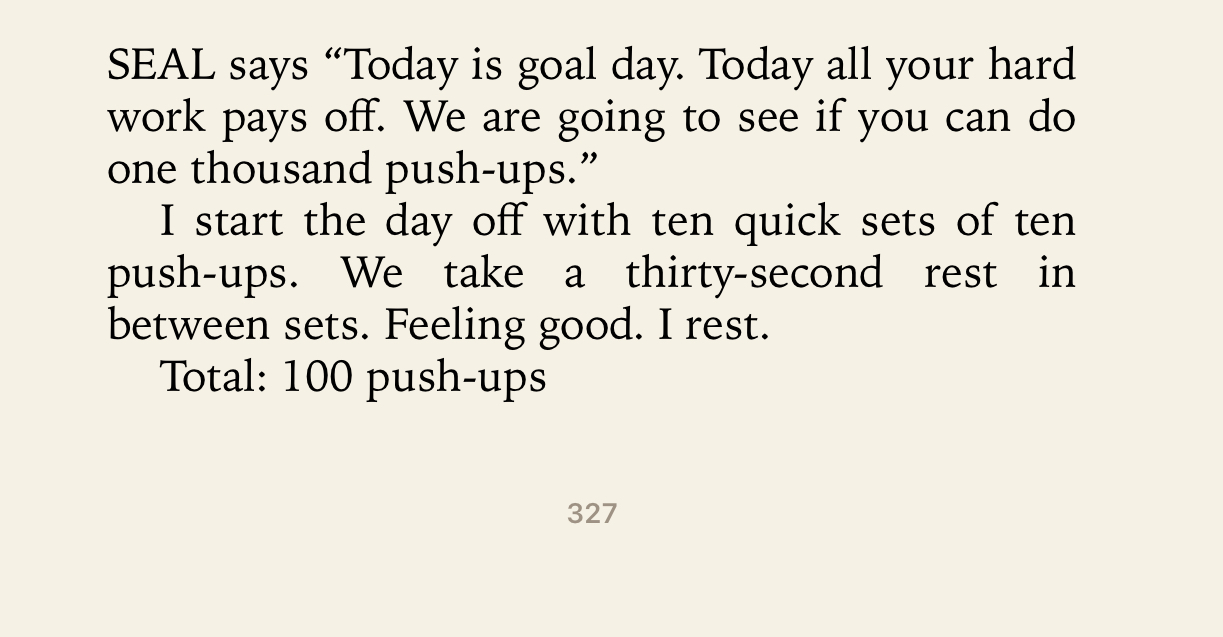 SEAL says “Today is goal day. Today all your hard
work pays off. We are going to see if you can do
one thousand push-ups.”
I start the day off with ten quick sets of ten
push-ups. We take a thirty-second rest in
between sets. Feeling good. I rest.
Total: 100 push-ups
327